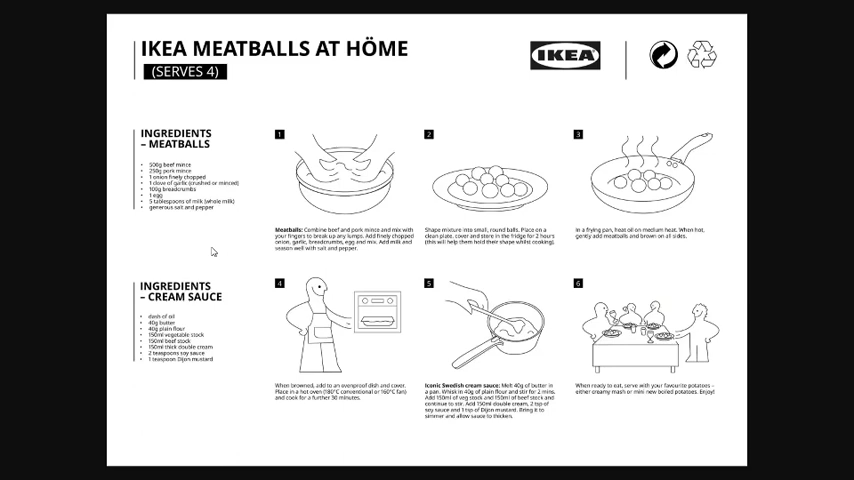 IKEA MEATBALLS AT HÖME
(SERVES 4)
IKEA
INGREDIENTS
– MEATBALLS
• 500g beef mince
• 250g pork mince
• 1 onion finely chopped
• 1 clove of garlic (crushed or minced)
• 100g breadcrumbs
• 1 egg
• 5 tablespoons of milk (whole milk)
• generous salt and pepper
1
Meatballs: Combine beef and pork mince and mix with
your fingers to break up any lumps. Add finely chopped
onion, garlic, breadcrumbs, egg and mix. Add milk and
season well with salt and pepper.
2
Shape mixture into small, round balls. Place on a
clean plate, cover and store in the fridge for 2 hours
(this will help them hold their shape whilst cooking).
3
In a frying pan, heat oil on medium heat. When hot,
gently add meatballs and brown on all sides.
INGREDIENTS
– CREAM SAUCE
• dash of oil
• 40g butter
• 40g plain flour
• 150ml vegetable stock
• 150ml beef stock
• 150ml thick double cream
• 2 teaspoons soy sauce
• 1 teaspoon Dijon mustard
4
When browned, add to an ovenproof dish and cover.
Place in a hot oven (180°C conventional or 160°C fan)
and cook for a further 30 minutes.
5
Iconic Swedish cream sauce: Melt 40g of butter in
a pan. Whisk in 40g of plain flour and stir for 2 mins.
Add 150ml of veg stock and 150ml of beef stock and
continue to stir. Add 150ml double cream, 2 tsp of
soy sauce and 1 tsp of Dijon mustard. Bring it to
simmer and allow sauce to thicken.
6
When ready to eat, serve with your favourite potatoes –
either creamy mash or mini new boiled potatoes. Enjoy!